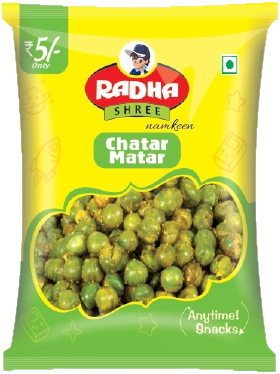 ₹5/-
Only
RADHA
SHREE
namkeen
Chatar
Matar
Anytime!
Snacks